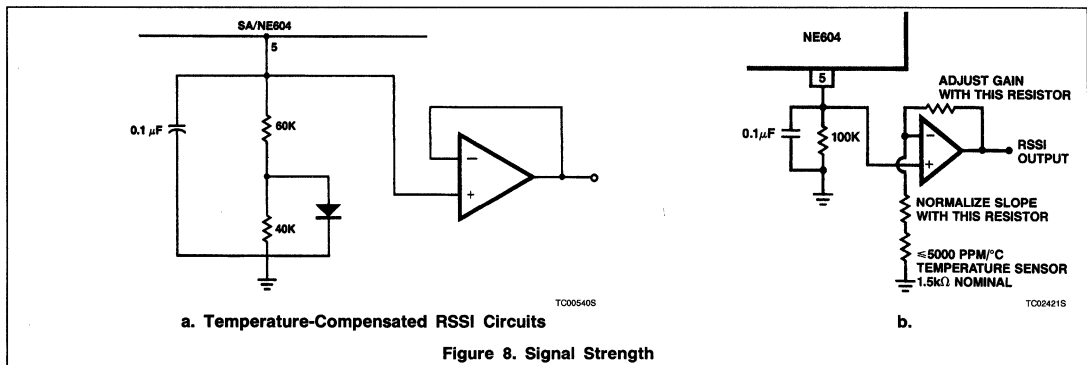 SA/NE604
5
0.1 μF
60K
40K
TC00540S
a. Temperature-Compensated RSSI Circuits
NE604
5
ADJUST GAIN
WITH THIS RESISTOR
0.1μF
100K
−
+
−
+
RSSI
OUTPUT
NORMALIZE SLOPE
WITH THIS RESISTOR
≤5000 PPM/°C
TEMPERATURE SENSOR
1.5kΩ NOMINAL
TC02421S
b.
Figure 8. Signal Strength